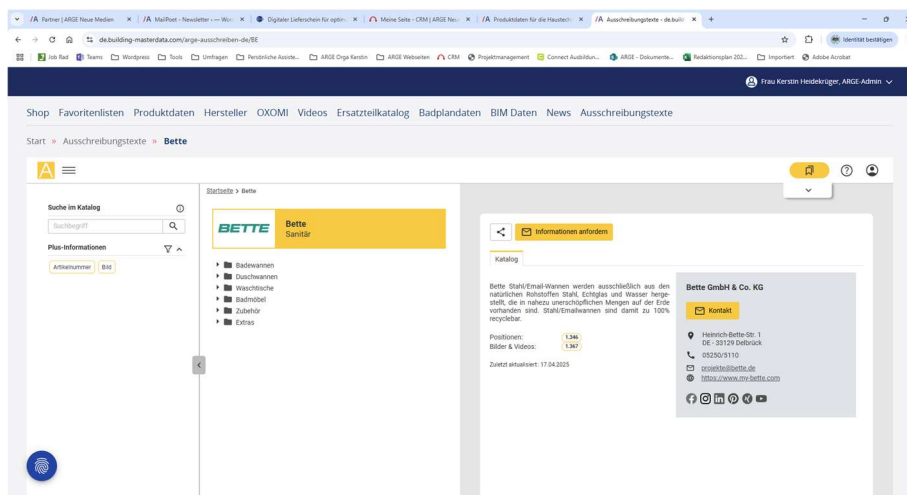 Partner | ARGE Neue Medien
MailPoet - Newsletter ‹ — Wor
Digitaler Lieferschein für optim
Meine Seite - CRM | ARGE Neu
Produktdaten für die Haustech
Ausschreibungstexte - de.buil
de.building-masterdata.com/arge-ausschreiben-de/BE
Identität bestätigen
Job Rad
Teams
Wordpress
Tools
Umfragen
Persönliche Assiste...
ARGE Orga Kerstin
ARGE Webseiten
CRM
Projektmanagement
Connect Ausbildun...
ARGE - Dokumente...
Redaktionsplan 202...
Importiert
Adobe Acrobat
Frau Kerstin Heidekrüger, ARGE-Admin
Shop Favoritenlisten Produktdaten Hersteller OXOMI Videos Ersatzteilkatalog Badplandaten BIM Daten News Ausschreibungstexte
Start » Ausschreibungstexte » Bette
A
Startseite > Bette
Suche im Katalog
Suchbegriff
Plus-Informationen
Artikelnummer Bild
BETTE
Bette
Sanitär
Badewannen
Duschwannen
Waschtische
Badmöbel
Zubehör
Extras
Informationen anfordern
Katalog
Bette Stahl/Email-Wannen werden ausschließlich aus den
natürlichen Rohstoffen Stahl, Echtglas und Wasser herge-
stellt, die in nahezu unerschöpflichen Mengen auf der Erde
vorhanden sind. Stahl/Emailwannen sind damit zu 100%
recyclebar.
Positionen: 1.346
Bilder & Videos: 1.367
Zuletzt aktualisiert: 17.04.2025
Bette GmbH & Co. KG
Kontakt
Heinrich-Bette-Str. 1
DE - 33129 Delbrück
05250/5110
projekte@bette.de
https://www.my-bette.com